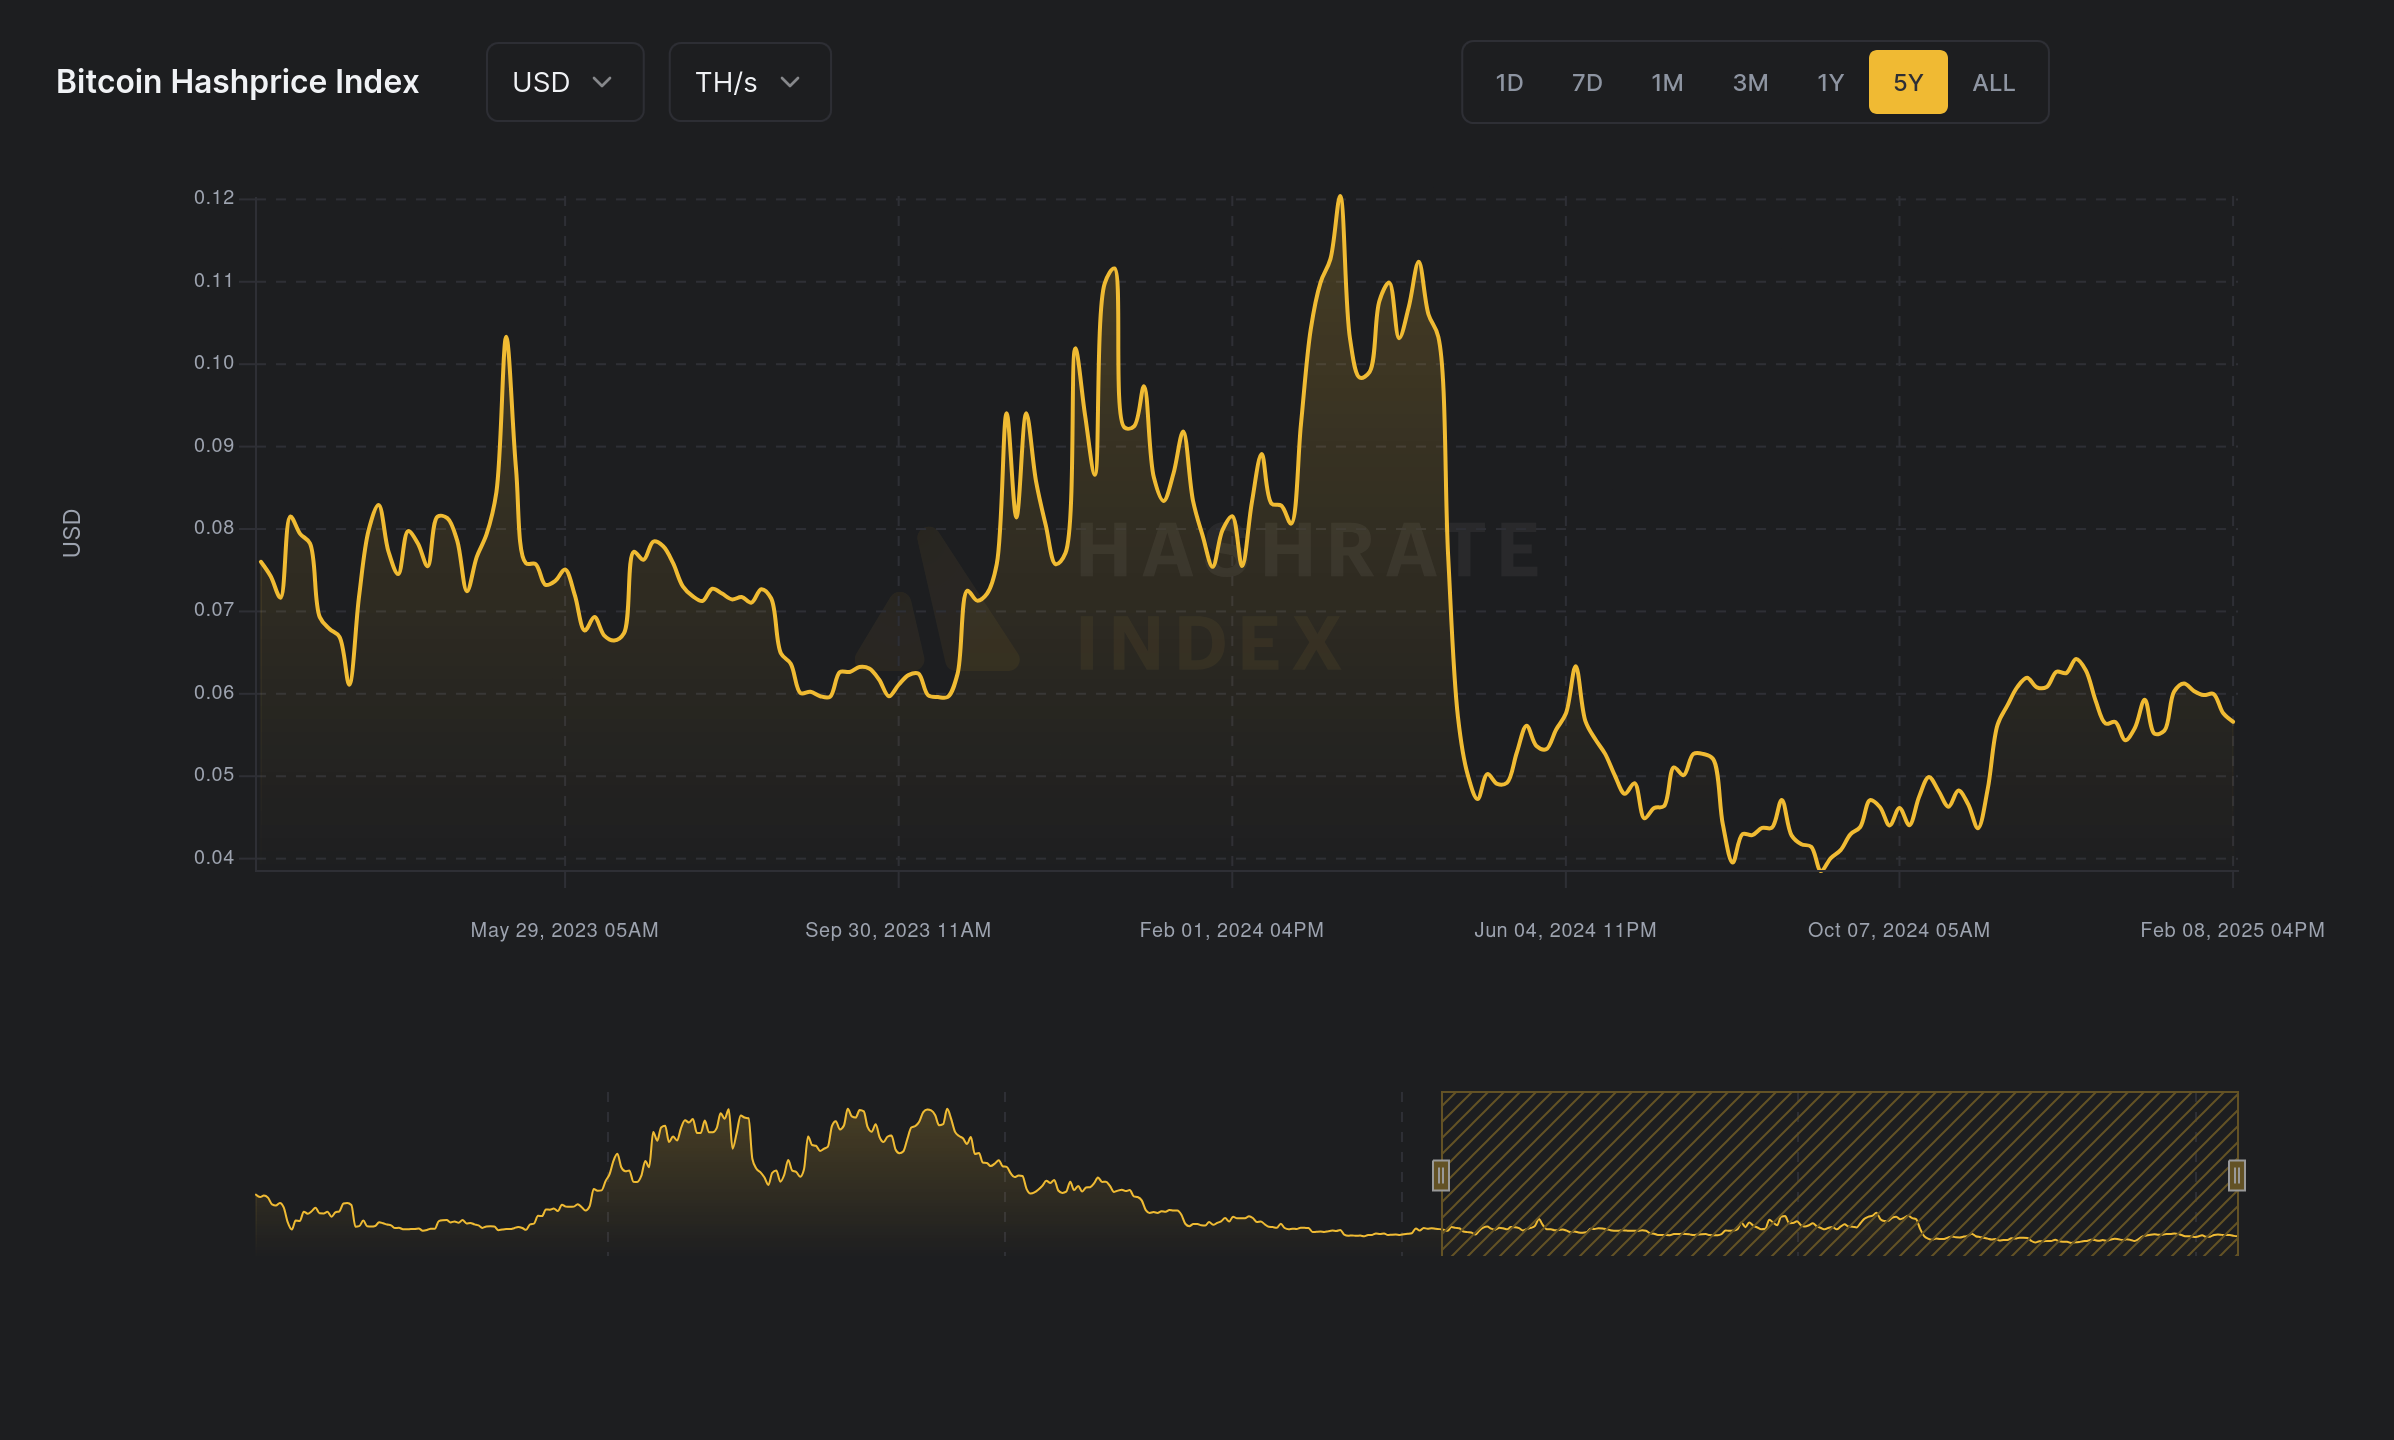 Bitcoin Hashprice Index
USD
TH/s
1D 7D 1M 3M 1Y 5Y ALL
0.12
0.11
0.10
0.09
0.08
0.07
0.06
0.05
0.04
USD
HASHRATE
INDEX
May 29, 2023 05AM Sep 30, 2023 11AM Feb 01, 2024 04PM Jun 04, 2024 11PM Oct 07, 2024 05AM Feb 08, 2025 04PM